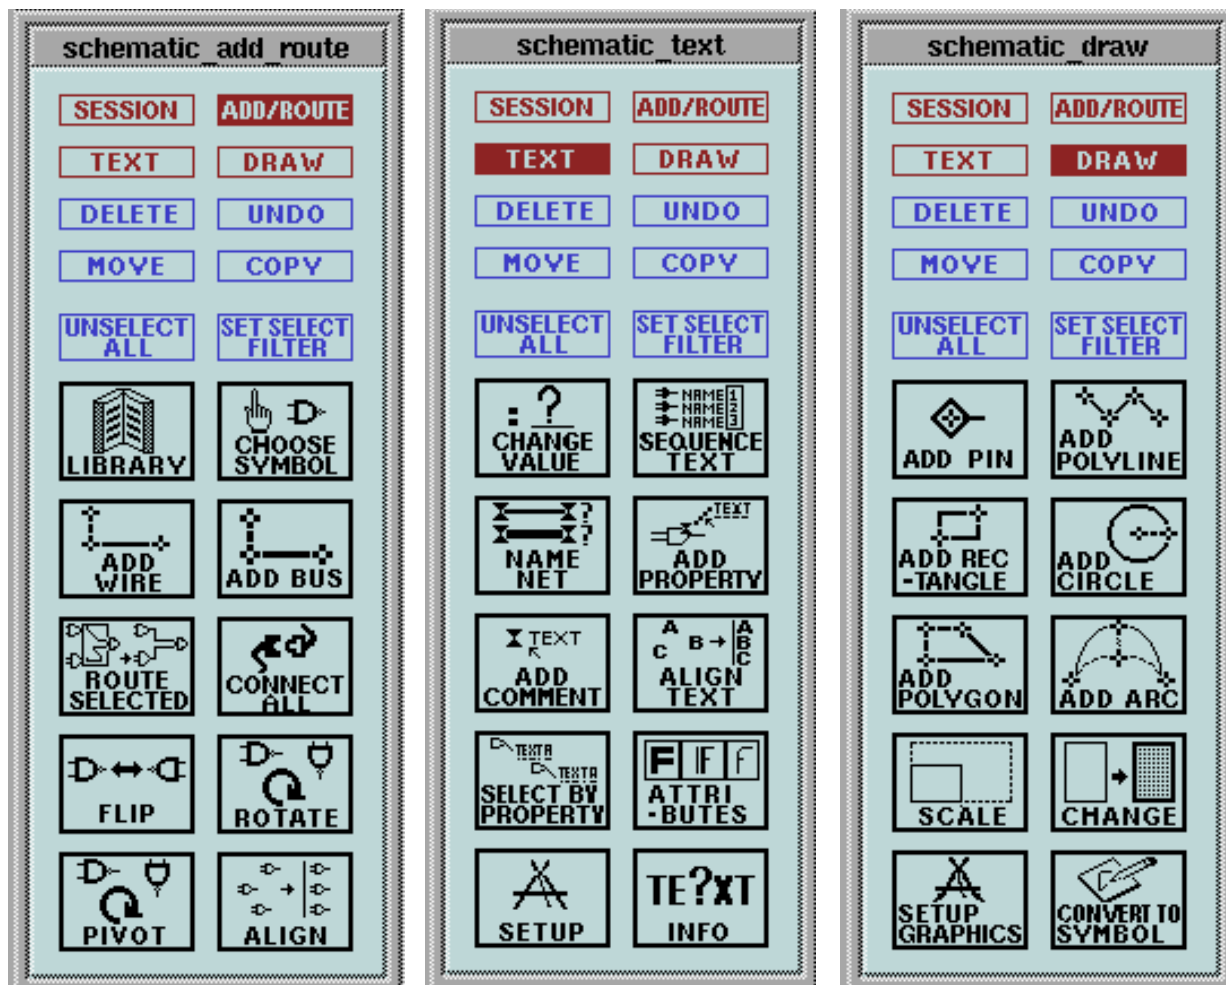 schematic_add_route
SESSION ADD/ROUTE
TEXT DRAW
DELETE UNDO
MOVE COPY
UNSELECT ALL SET SELECT FILTER
LIBRARY
CHOOSE SYMBOL
ADD WIRE
ADD BUS
ROUTE SELECTED
CONNECT ALL
FLIP
ROTATE
PIVOT
ALIGN
schematic_text
SESSION ADD/ROUTE
TEXT DRAW
DELETE UNDO
MOVE COPY
UNSELECT ALL SET SELECT FILTER
: ?
CHANGE
VALUE
NAME 1
NAME 2
NAME 3
SEQUENCE
TEXT
?
?
NAME
NET
TEXT
ADD
PROPERTY
TEXT
ADD
COMMENT
A
B
C
A
B
C
ALIGN
TEXT
TEXTA
TEXTA
SELECT BY
PROPERTY
F F f
ATTRI
-BUTES
SETUP
TE?XT
INFO
schematic_draw
SESSION ADD/ROUTE
TEXT DRAW
DELETE UNDO
MOVE COPY
UNSELECT ALL SET SELECT FILTER
ADD PIN
ADD
POLYLINE
ADD REC
-TANGLE
ADD
CIRCLE
ADD
POLYGON
ADD ARC
SCALE
CHANGE
SETUP
GRAPHICS
CONVERT TO
SYMBOL